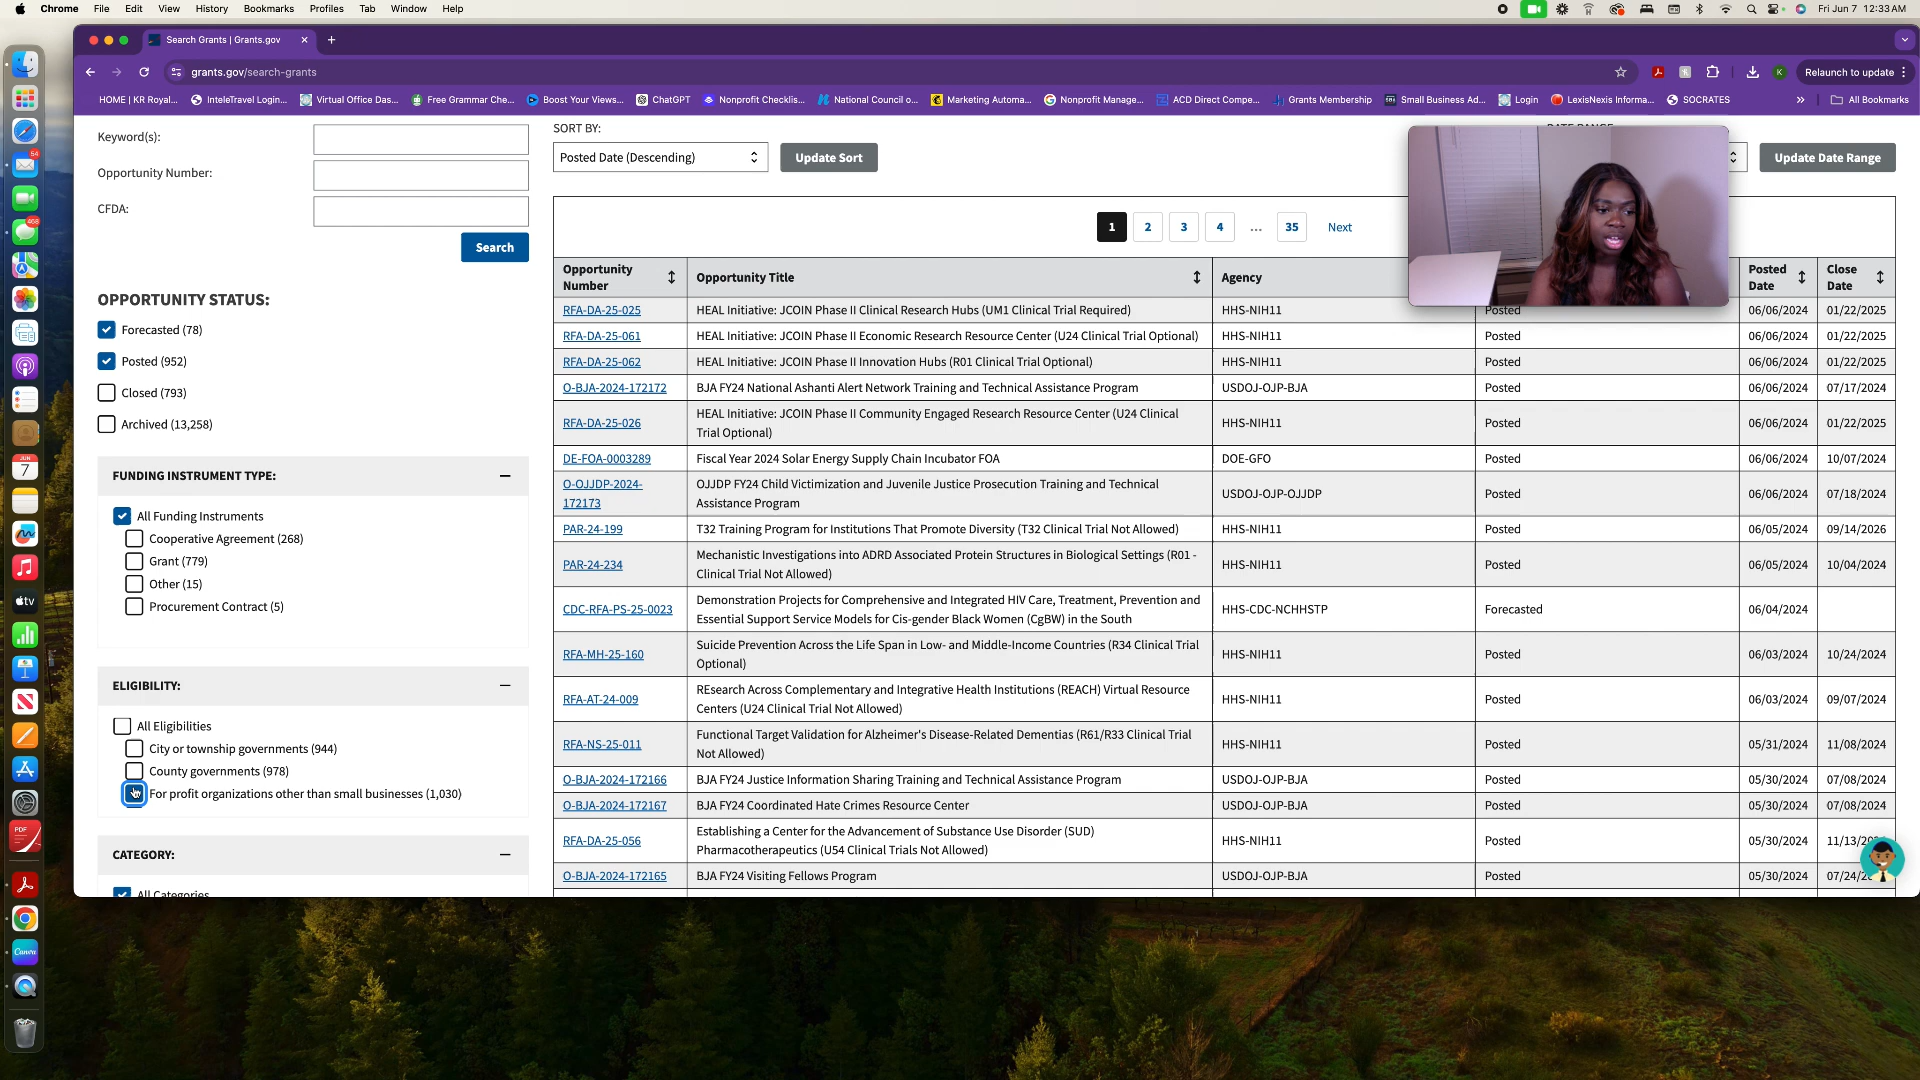 Chrome File Edit View History Bookmarks Profiles Tab Window Help Fri Jun 7 12:33 AM
Search Grants | Grants.gov
grants.gov/search-grants Relaunch to update
HOME | KR Royal... InteleTravel Login... Virtual Office Das... Free Grammar Che... Boost Your Views... ChatGPT Nonprofit Checklis... National Council o... Marketing Automa... Nonprofit Manage... ACD Direct Compe... Grants Membership Small Business Ad... Login LexisNexis Informa... SOCRATES » All Bookmarks
54
468
JUN
7
tv
PDF
Canva
Keyword(s):
Opportunity Number:
CFDA:
Search
OPPORTUNITY STATUS:
Forecasted (78)
Posted (952)
Closed (793)
Archived (13,258)
FUNDING INSTRUMENT TYPE:
All Funding Instruments
Cooperative Agreement (268)
Grant (779)
Other (15)
Procurement Contract (5)
ELIGIBILITY:
All Eligibilities
City or township governments (944)
County governments (978)
For profit organizations other than small businesses (1,030)
CATEGORY:
All Categories
SORT BY:
DATE RANGE
Posted Date (Descending) Update Sort Update Date Range
1 2 3 4 ... 35 Next
Opportunity Number Opportunity Title Agency Posted Date Close Date
RFA-DA-25-025 HEAL Initiative: JCOIN Phase II Clinical Research Hubs (UM1 Clinical Trial Required) HHS-NIH11 Posted 06/06/2024 01/22/2025
RFA-DA-25-061 HEAL Initiative: JCOIN Phase II Economic Research Resource Center (U24 Clinical Trial Optional) HHS-NIH11 Posted 06/06/2024 01/22/2025
RFA-DA-25-062 HEAL Initiative: JCOIN Phase II Innovation Hubs (R01 Clinical Trial Optional) HHS-NIH11 Posted 06/06/2024 01/22/2025
O-BJA-2024-172172 BJA FY24 National Ashanti Alert Network Training and Technical Assistance Program USDOJ-OJP-BJA Posted 06/06/2024 07/17/2024
RFA-DA-25-026 HEAL Initiative: JCOIN Phase II Community Engaged Research Resource Center (U24 Clinical
Trial Optional) HHS-NIH11 Posted 06/06/2024 01/22/2025
DE-FOA-0003289 Fiscal Year 2024 Solar Energy Supply Chain Incubator FOA DOE-GFO Posted 06/06/2024 10/07/2024
O-OJJDP-2024-
172173 OJJDP FY24 Child Victimization and Juvenile Justice Prosecution Training and Technical
Assistance Program USDOJ-OJP-OJJDP Posted 06/06/2024 07/18/2024
PAR-24-199 T32 Training Program for Institutions That Promote Diversity (T32 Clinical Trial Not Allowed) HHS-NIH11 Posted 06/05/2024 09/14/2026
PAR-24-234 Mechanistic Investigations into ADRD Associated Protein Structures in Biological Settings (R01 -
Clinical Trial Not Allowed) HHS-NIH11 Posted 06/05/2024 10/04/2024
CDC-RFA-PS-25-0023 Demonstration Projects for Comprehensive and Integrated HIV Care, Treatment, Prevention and
Essential Support Service Models for Cis-gender Black Women (CgBW) in the South HHS-CDC-NCHHSTP Forecasted 06/04/2024
RFA-MH-25-160 Suicide Prevention Across the Life Span in Low- and Middle-Income Countries (R34 Clinical Trial
Optional) HHS-NIH11 Posted 06/03/2024 10/24/2024
RFA-AT-24-009 REsearch Across Complementary and Integrative Health Institutions (REACH) Virtual Resource
Centers (U24 Clinical Trial Not Allowed) HHS-NIH11 Posted 06/03/2024 09/07/2024
RFA-NS-25-011 Functional Target Validation for Alzheimer's Disease-Related Dementias (R61/R33 Clinical Trial
Not Allowed) HHS-NIH11 Posted 05/31/2024 11/08/2024
O-BJA-2024-172166 BJA FY24 Justice Information Sharing Training and Technical Assistance Program USDOJ-OJP-BJA Posted 05/30/2024 07/08/2024
O-BJA-2024-172167 BJA FY24 Coordinated Hate Crimes Resource Center USDOJ-OJP-BJA Posted 05/30/2024 07/08/2024
RFA-DA-25-056 Establishing a Center for the Advancement of Substance Use Disorder (SUD)
Pharmacotherapeutics (U54 Clinical Trials Not Allowed) HHS-NIH11 Posted 05/30/2024 11/13/
O-BJA-2024-172165 BJA FY24 Visiting Fellows Program USDOJ-OJP-BJA Posted 05/30/2024 07/24/